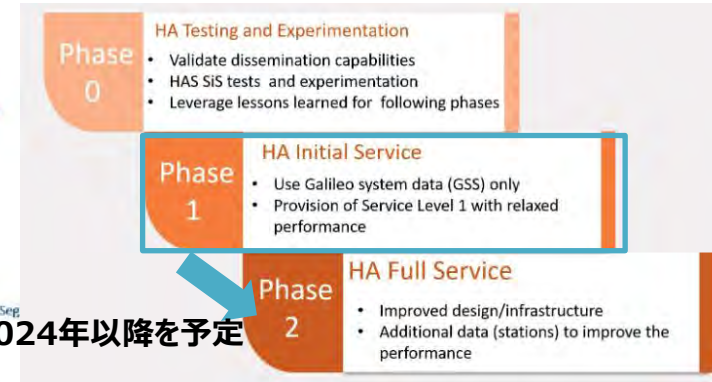 Phase
0
HA Testing and Experimentation
• Validate dissemination capabilities
• HAS SiS tests and experimentation
• Leverage lessons learned for following phases
Phase
1
HA Initial Service
• Use Galileo system data (GSS) only
• Provision of Service Level 1 with relaxed
performance
Phase
2
HA Full Service
• Improved design/infrastructure
• Additional data (stations) to improve the
performance
Seg
024年以降を予定